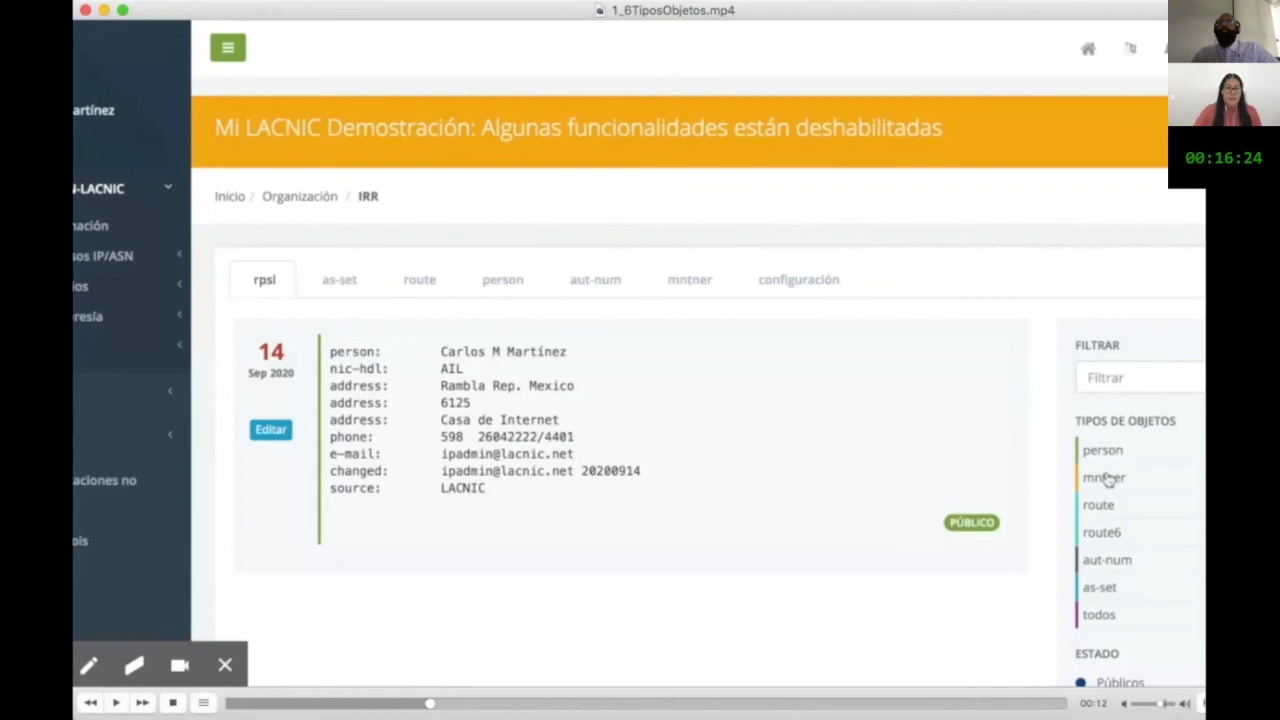 1_6TiposObjetos.mp4
artínez
Mi LACNIC Demostración: Algunas funcionalidades están deshabilitadas
00:16:24
-LACNIC
Inicio / Organización / IRR
nación
sos IP/ASN
ios
resía
aciones no
ois
rpsl as-set route person aut-num mntner configuración
14
Sep 2020
Editar
person: Carlos M Martínez
nic-hdl: AIL
address: Rambla Rep. Mexico
address: 6125
address: Casa de Internet
phone: 598 26042222/4401
e-mail: ipadmin@lacnic.net
changed: ipadmin@lacnic.net 20200914
source: LACNIC
PÚBLICO
FILTRAR
Filtrar
TIPOS DE OBJETOS
person
mntner
route
route6
aut-num
as-set
todos
ESTADO
Públicos
00:12